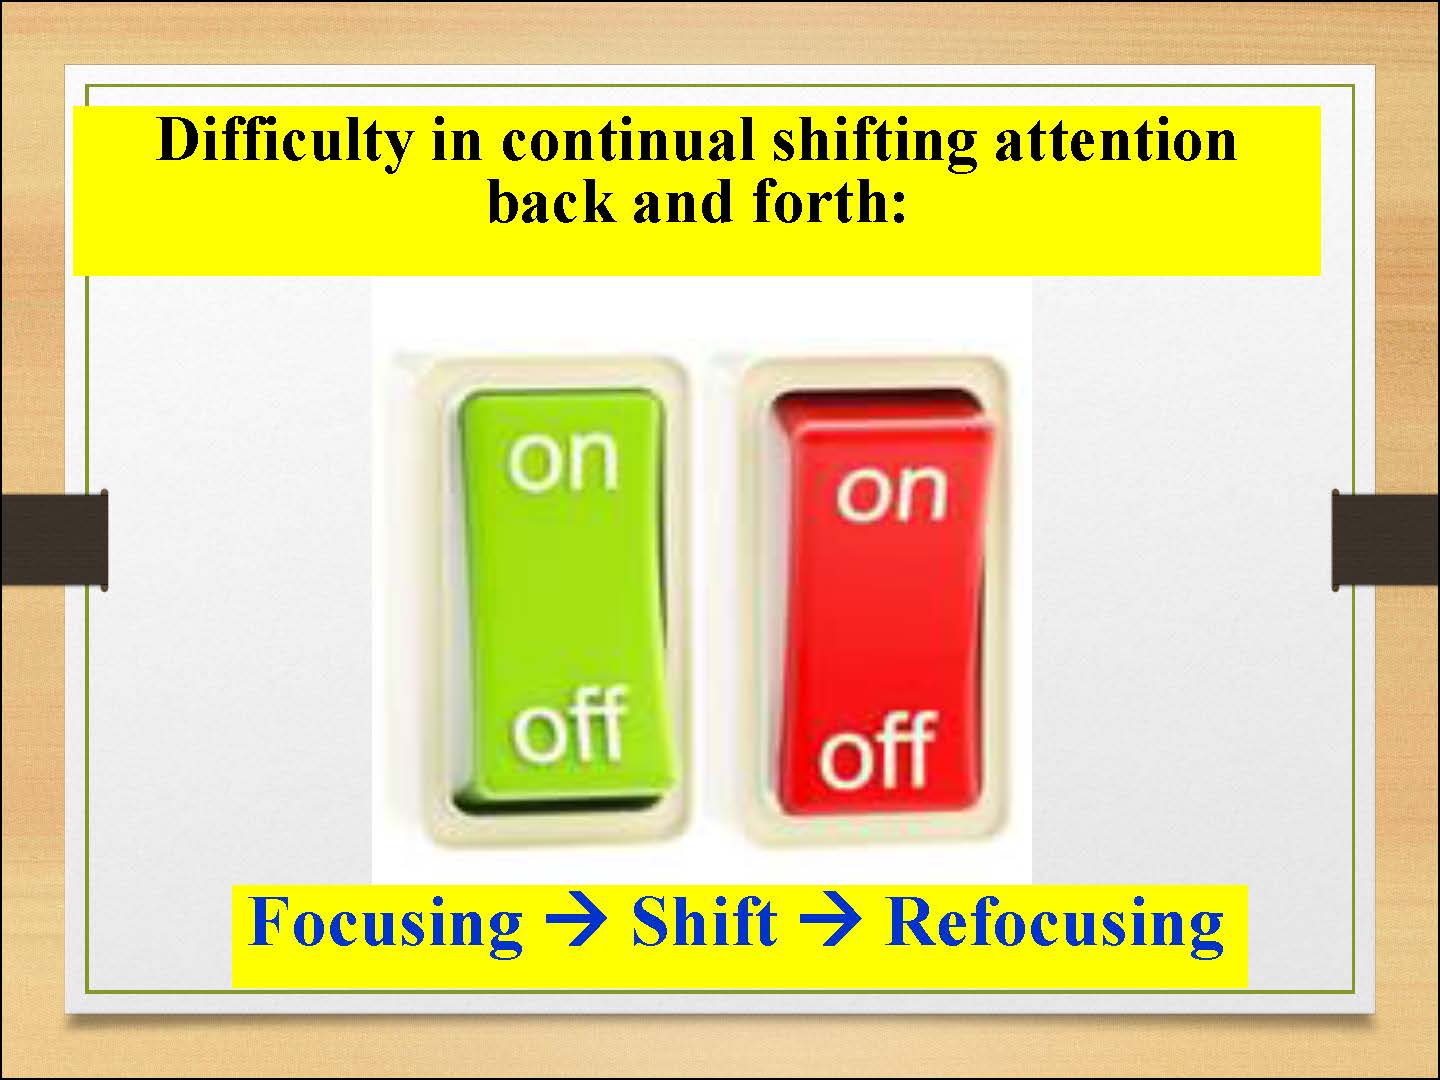 Difficulty in continual shifting attention
back and forth:
on
on
off
off
Focusing → Shift → Refocusing